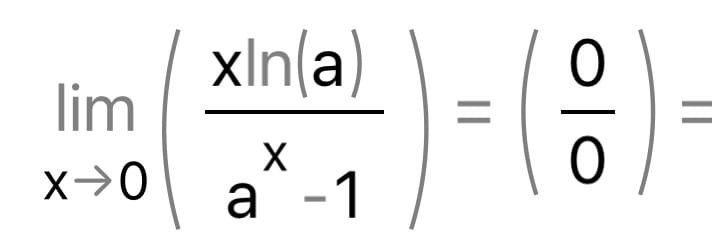 lim x→0 ( xln(a) / a^x -1 ) = ( 0 / 0 ) =